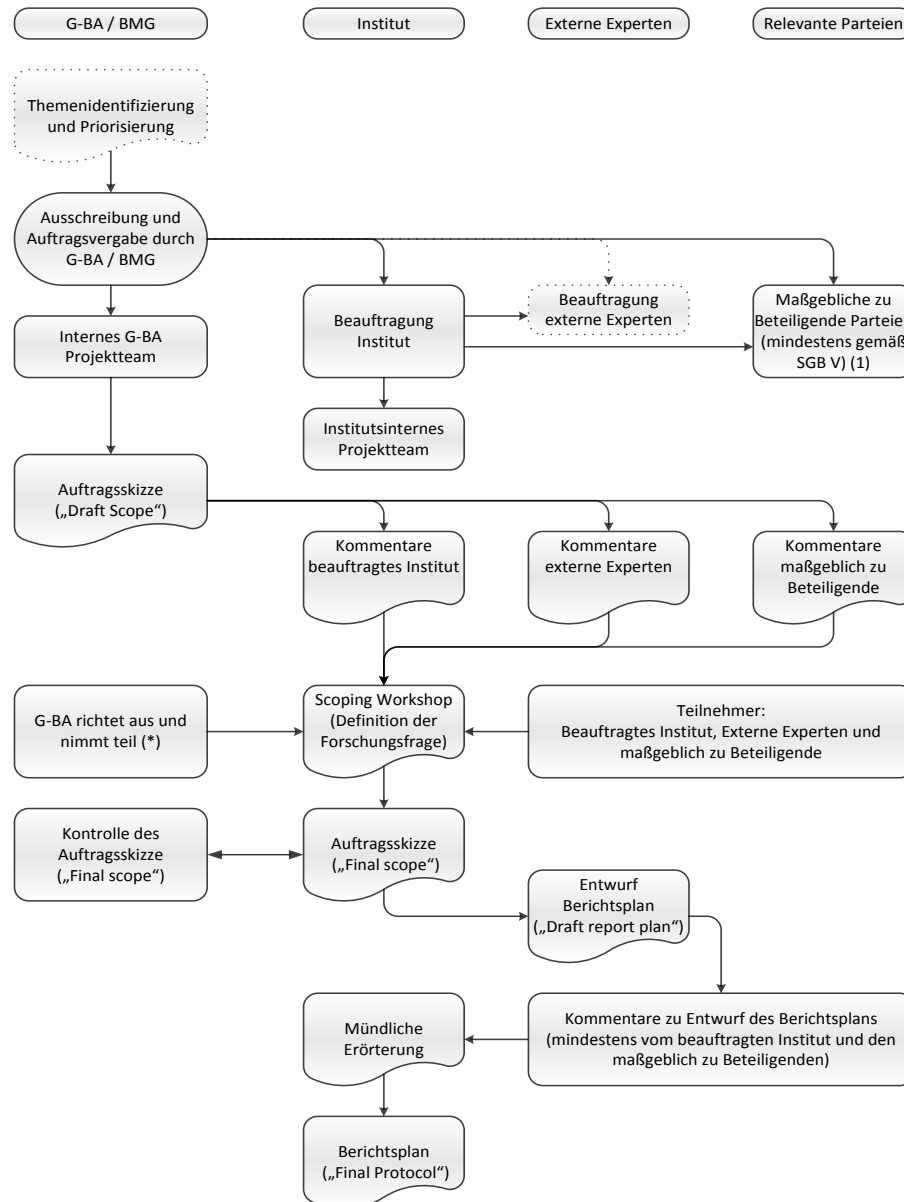 G-BA / BMG
Institut
Externe Experten
Relevante Parteien
Themenidentifizierung
und Priorisierung
Ausschreibung und
Auftragsvergabe durch
G-BA / BMG
Beauftragung
Institut
Beauftragung
externe Experten
Maßgebliche zu
Beteiligende Parteie
(mindestens gemäß
SGB V) (1)
Internes G-BA
Projektteam
Institutsinternes
Projektteam
Auftragsskizze
(„Draft Scope“)
Kommentare
beauftragtes Institut
Kommentare
externe Experten
Kommentare
maßgeblich zu
Beteiligende
G-BA richtet aus und
nimmt teil (*)
Scoping Workshop
(Definition der
Forschungsfrage)
Teilnehmer:
Beauftragtes Institut, Externe Experten und
maßgeblich zu Beteiligende
Kontrolle des
Auftragsskizze
(„Final scope“)
Auftragsskizze
(„Final scope“)
Entwurf
Berichtsplan
(„Draft report plan“)
Mündliche
Erörterung
Kommentare zu Entwurf des Berichtsplans
(mindestens vom beauftragten Institut und den
maßgeblich zu Beteiligenden)
Berichtsplan
(„Final Protocol“)